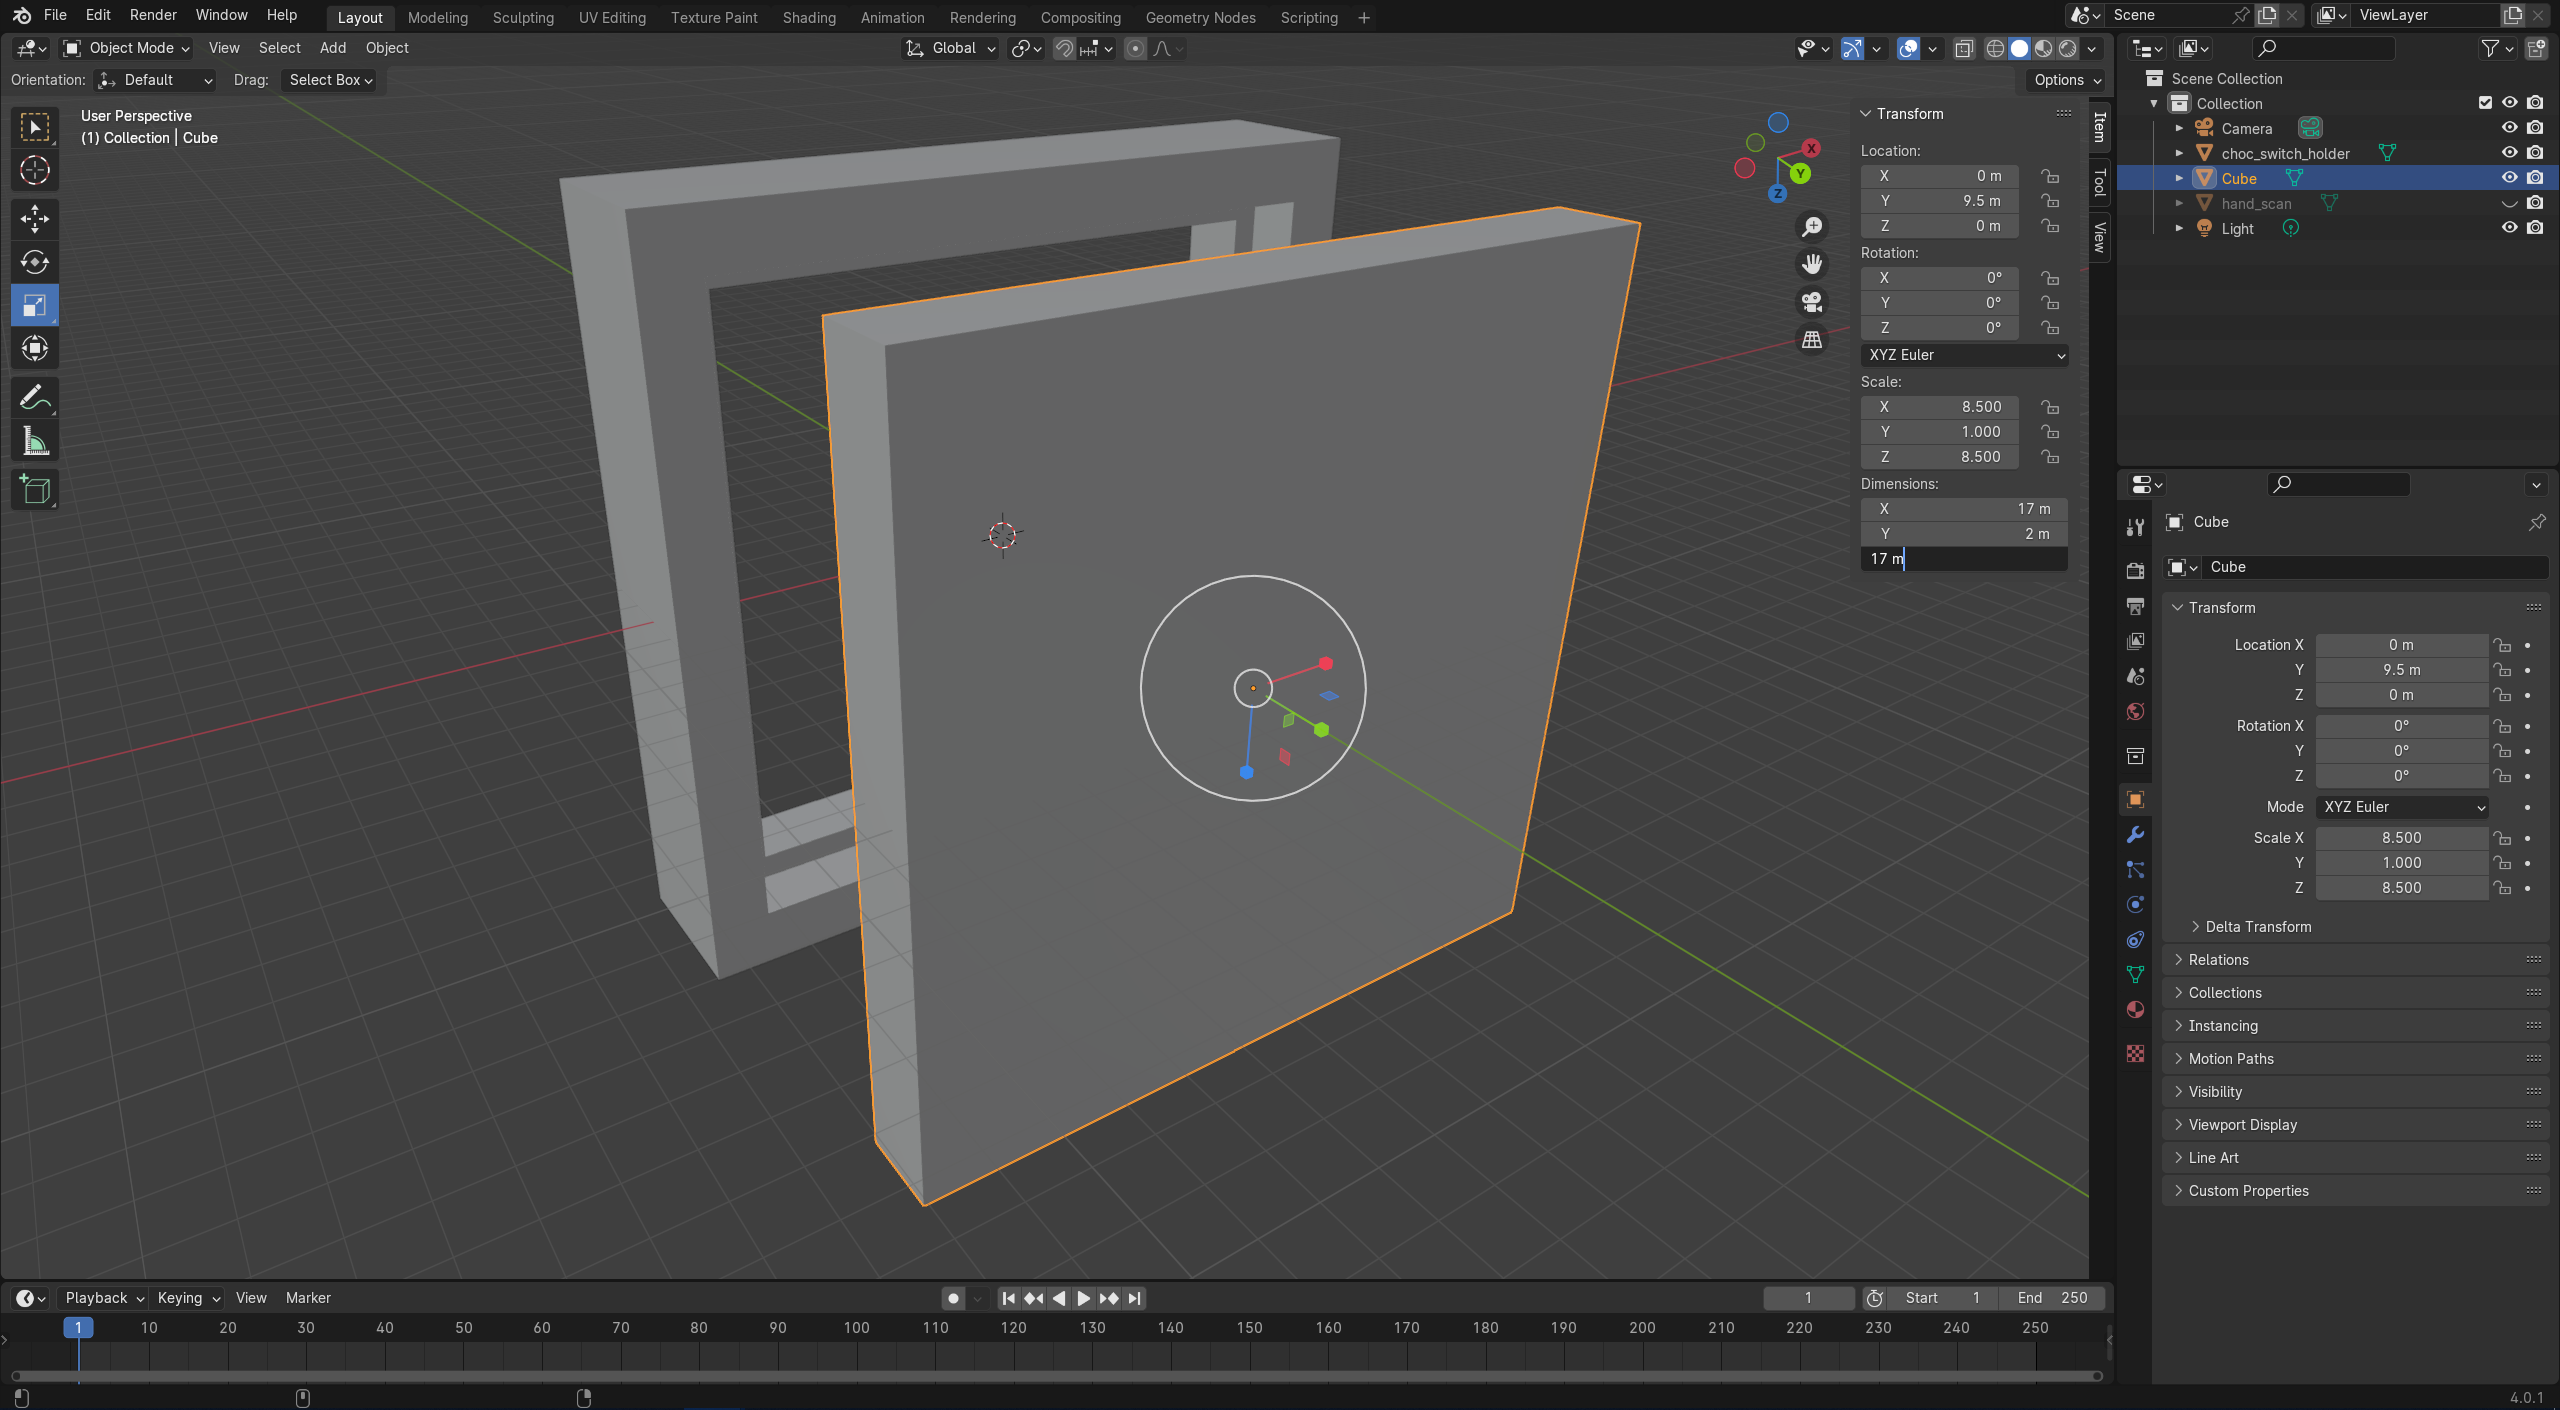 File Edit Render Window Help Layout Modeling Sculpting UV Editing Texture Paint Shading Animation Rendering Compositing Geometry Nodes Scripting + Scene ViewLayer
Object Mode View Select Add Object Global
Orientation: Default Drag: Select Box Options
User Perspective
(1) Collection | Cube
X
Y
Z
Transform
Location:
X 0 m
Y 9.5 m
Z 0 m
Rotation:
X 0°
Y 0°
Z 0°
XYZ Euler
Scale:
X 8.500
Y 1.000
Z 8.500
Dimensions:
X 17 m
Y 2 m
17 m
Item
Tool
View
Scene Collection
Collection
Camera
choc_switch_holder
Cube
hand_scan
Light
Cube
Cube
Transform
Location X 0 m
Y 9.5 m
Z 0 m
Rotation X 0°
Y 0°
Z 0°
Mode XYZ Euler
Scale X 8.500
Y 1.000
Z 8.500
Delta Transform
Relations
Collections
Instancing
Motion Paths
Visibility
Viewport Display
Line Art
Custom Properties
Playback Keying View Marker 1 Start 1 End 250
1 10 20 30 40 50 60 70 80 90 100 110 120 130 140 150 160 170 180 190 200 210 220 230 240 250
4.0.1